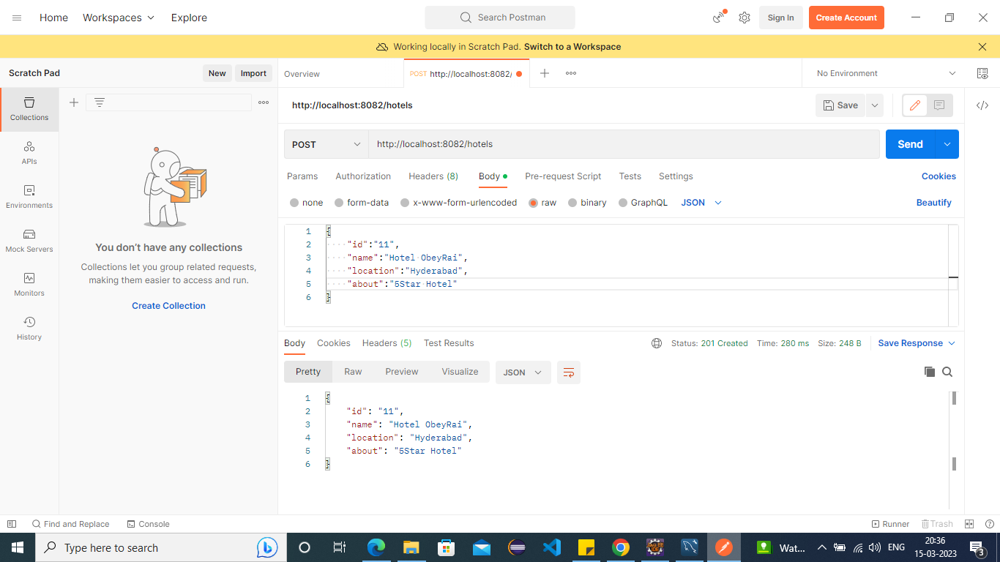 Home Workspaces Explore Search Postman Sign In Create Account
Working locally in Scratch Pad. Switch to a Workspace
Scratch Pad New Import Overview POST http://localhost:8082/ No Environment
Collections
APIs
Environments
Mock Servers
Monitors
History
You don't have any collections
Collections let you group related requests,
making them easier to access and run.
Create Collection
http://localhost:8082/hotels Save
POST http://localhost:8082/hotels Send
Params Authorization Headers (8) Body Pre-request Script Tests Settings Cookies
none form-data x-www-form-urlencoded raw binary GraphQL JSON Beautify
1 {
2 "id":"11",
3 "name":"Hotel ObeyRai",
4 "location":"Hyderabad",
5 "about":"5Star Hotel"
6 }
Body Cookies Headers (5) Test Results Status: 201 Created Time: 280 ms Size: 248 B Save Response
Pretty Raw Preview Visualize JSON
1 {
2 "id": "11",
3 "name": "Hotel ObeyRai",
4 "location": "Hyderabad",
5 "about": "5Star Hotel"
6 }
Find and Replace Console Runner Trash
Type here to search Wat... ENG 20:36
15-03-2023 3